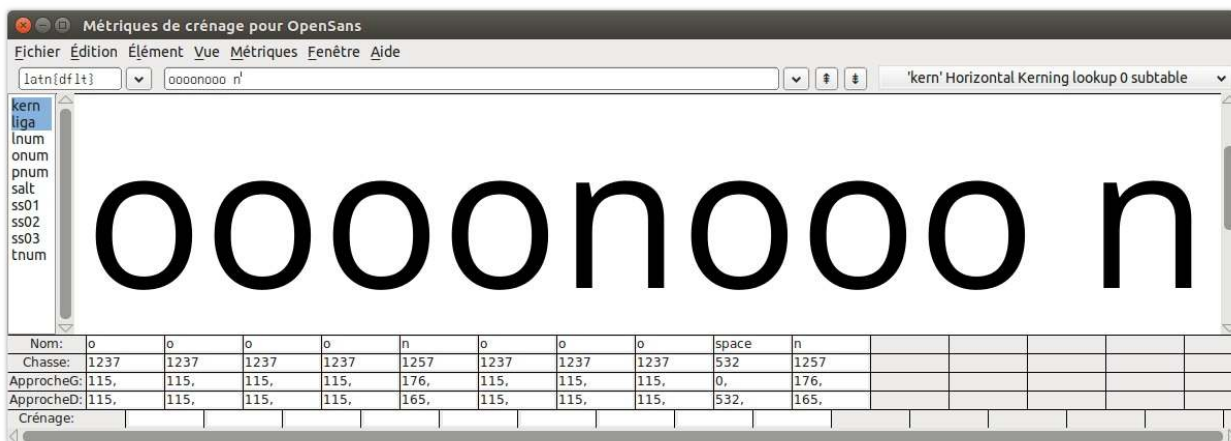 Métriques de crénage pour OpenSans
Fichier Édition Élément Vue Métriques Fenêtre Aide
latn{dflt} oooonooo n' 'kern' Horizontal Kerning lookup 0 subtable
kern
liga
lnum
onum
pnum
salt
ss01
ss02
ss03
tnum
oooonooo n
Nom: o o o o n o o o space n
Chasse: 1237 1237 1237 1237 1257 1237 1237 1237 532 1257
ApprocheG: 115, 115, 115, 115, 176, 115, 115, 115, 0, 176,
ApprocheD: 115, 115, 115, 115, 165, 115, 115, 115, 532, 165,
Crénage: